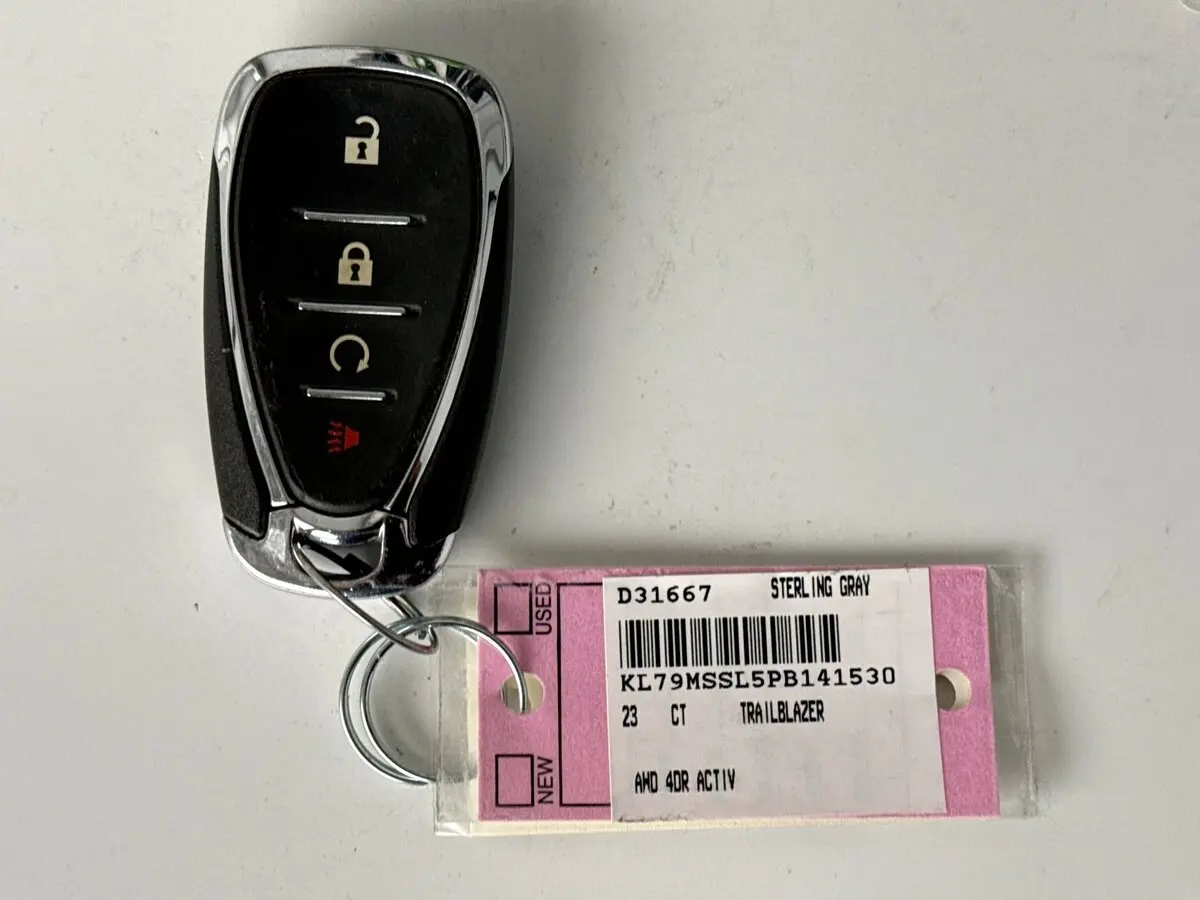 D31667 STERLING GRAY
KL79MSSL5PB141530
23 CT TRAILBLAZER
AWD 4DR ACTIV
USED
NEW